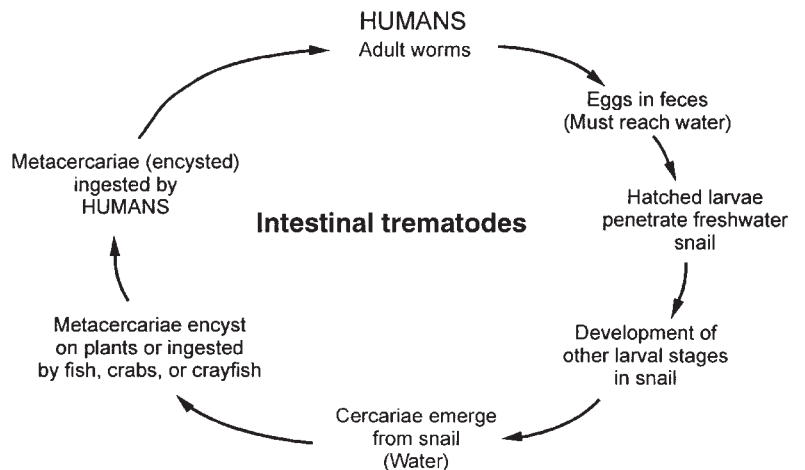 HUMANS
Adult worms
Eggs in feces
(Must reach water)
Hatched larvae
penetrate freshwater
snail
Development of
other larval stages
in snail
Cercariae emerge
from snail
(Water)
Metacercariae encyst
on plants or ingested
by fish, crabs, or crayfish
Metacercariae (encysted)
ingested by
HUMANS
Intestinal trematodes